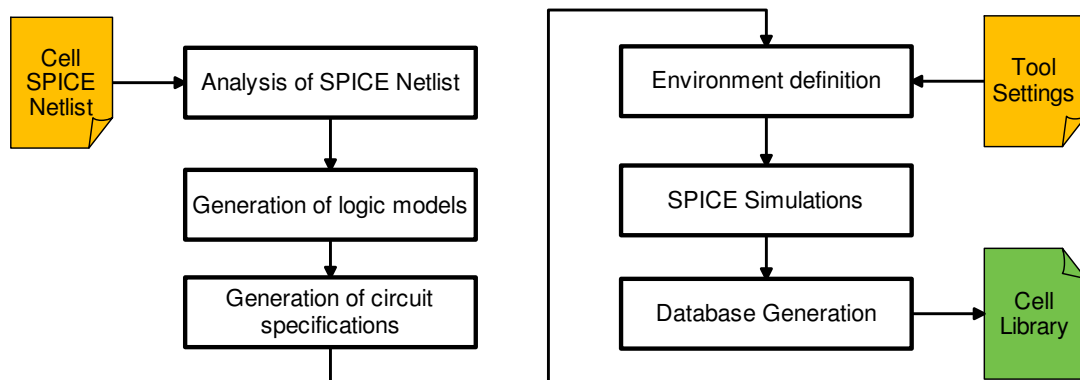 Cell
SPICE
Netlist
Analysis of SPICE Netlist
Generation of logic models
Generation of circuit
specifications
Environment definition
Tool
Settings
SPICE Simulations
Database Generation
Cell
Library